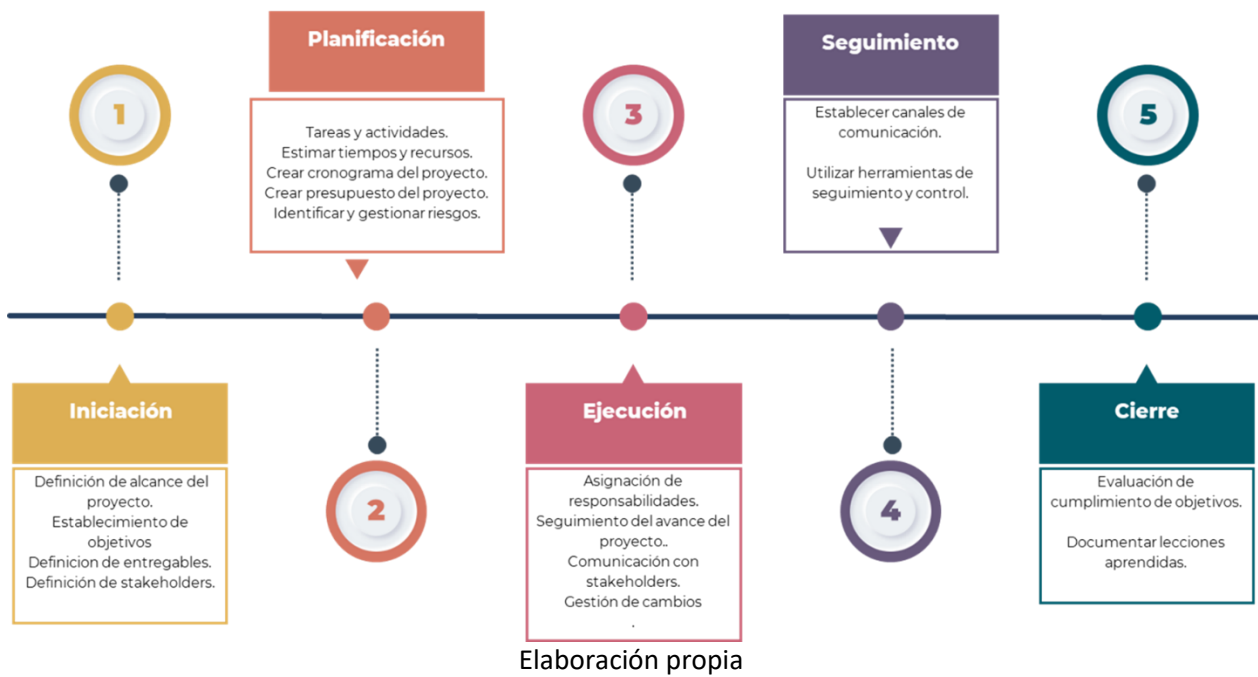 1
Iniciación
Definición de alcance del
proyecto.
Establecimiento de
objetivos
Definicion de entregables.
Definición de stakeholders.
Planificación
Tareas y actividades.
Estimar tiempos y recursos.
Crear cronograma del proyecto.
Crear presupuesto del proyecto.
Identificar y gestionar riesgos.
2
3
Ejecución
Asignación de
responsabilidades.
Seguimiento del avance del
proyecto..
Comunicación con
stakeholders.
Gestión de cambios
.
Seguimiento
Establecer canales de
comunicación.
Utilizar herramientas de
seguimiento y control.
4
5
Cierre
Evaluación de
cumplimiento de objetivos.
Documentar lecciones
aprendidas.
Elaboración propia